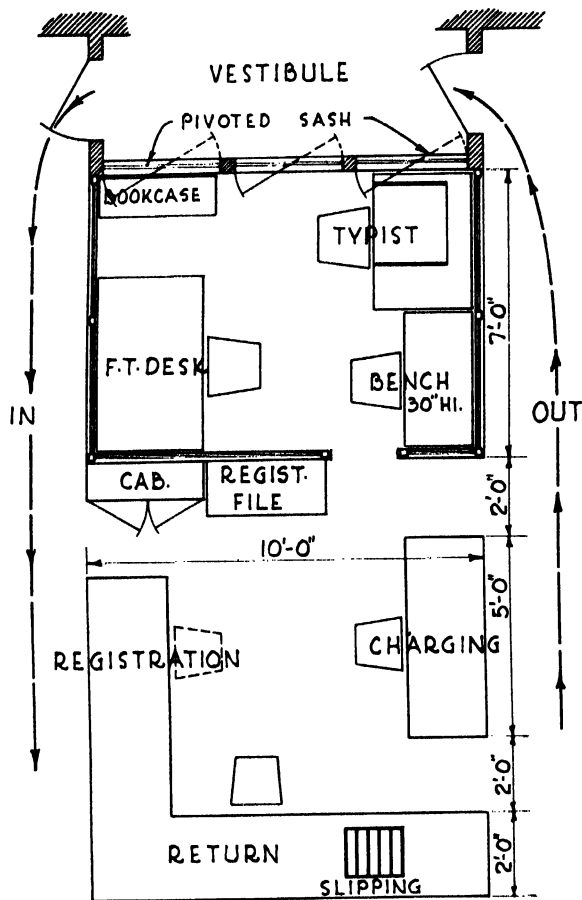 VESTIBULE
PIVOTED SASH
BOOKCASE
TYPIST
7'-0"
F.T. DESK
BENCH
30" HI.
IN
OUT
CAB.
REGIST.
FILE
2'-0"
10'-0"
5'-0"
REGISTRATION
CHARGING
2'-0"
RETURN
2'-0"
SLIPPING